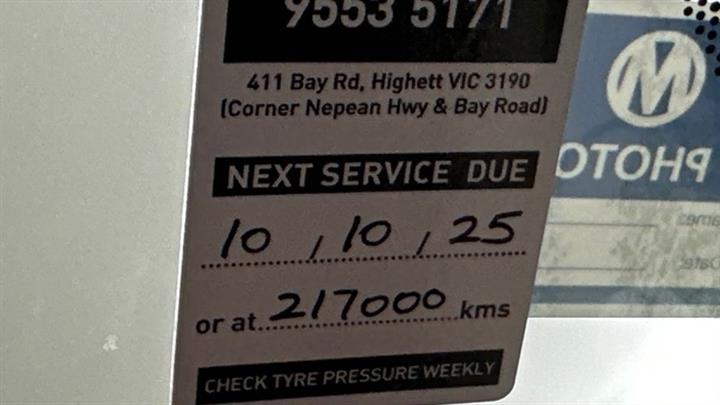 9553 5171
411 Bay Rd, Highett VIC 3190
(Corner Nepean Hwy & Bay Road)
NEXT SERVICE DUE
10 / 10 / 25
or at 217000 kms
CHECK TYRE PRESSURE WEEKLY
PHOTO